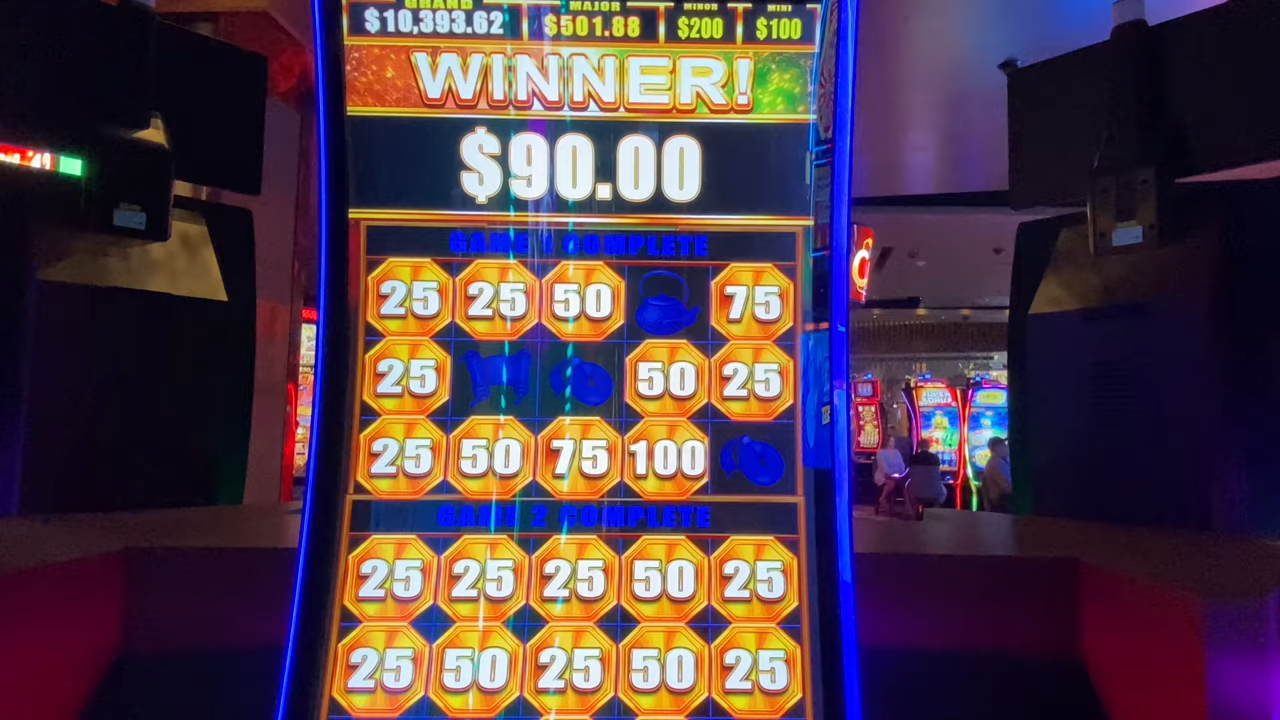 GRAND MAJOR MINOR MINI
$10,393.62 $501.88 $200 $100
WINNER!
$90.00
GAME 1 COMPLETE
25 25 50 75
25 50 25
25 50 75 100
GAME 2 COMPLETE
25 25 25 50 25
25 50 25 50 25